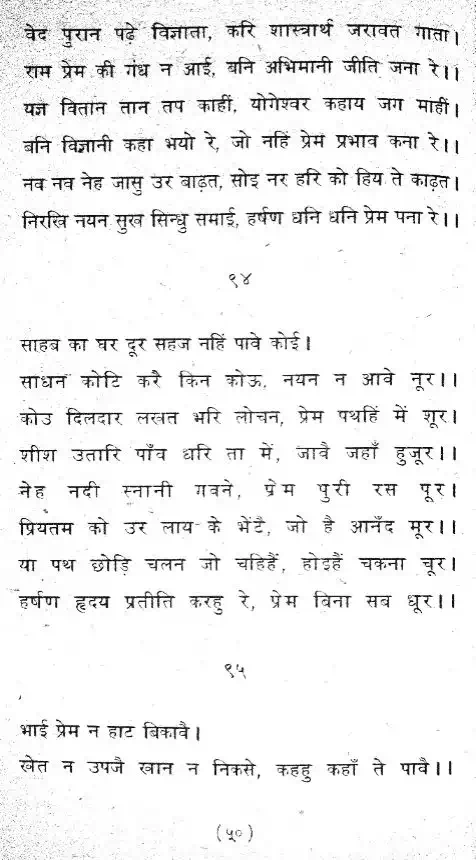 वेद पुरान पढ़े विज्ञाता, करि शास्त्रार्थ जरावत गाता।
राम प्रेम की गंध न आई, बनि अभिमानी जीति जना रे।।
यज्ञ वितान तान तप काहीं, योगेश्वर कहाय जग माहीं।
बनि विज्ञानी कहा भयो रे, जो नहिं प्रेम प्रभाव कना रे।।
नव नव नेह जासु उर बाढ़त, सोइ नर हरि को हिय ते काढ़त।
निरखि नयन सुख सिन्धु समाई, हर्षण धनि धनि प्रेम पना रे।।
९४
साहब का घर दूर सहज नहिं पावे कोई।
साधन कोटि करै किन कोऊ, नयन न आवे नूर।।
कोउ दिलदार लखत भरि लोचन, प्रेम पथहिं में शूर।
शीश उतारि पाँव धरि ता में, जावै जहाँ हुजूर।।
नेह नदी स्नानी गवने, प्रेम पुरी रस पूर।
प्रियतम को उर लाय के भेंटै, जो है आनँद मूर।।
या पथ छोड़ि चलन जो चहिहैं, होइहैं चकना चूर।
हर्षण हृदय प्रतीति करहु रे, प्रेम बिना सब धूर।।
९५
भाई प्रेम न हाट बिकावै।
खेत न उपजै खान न निकसे, कहहु कहाँ ते पावै।।
(५०)